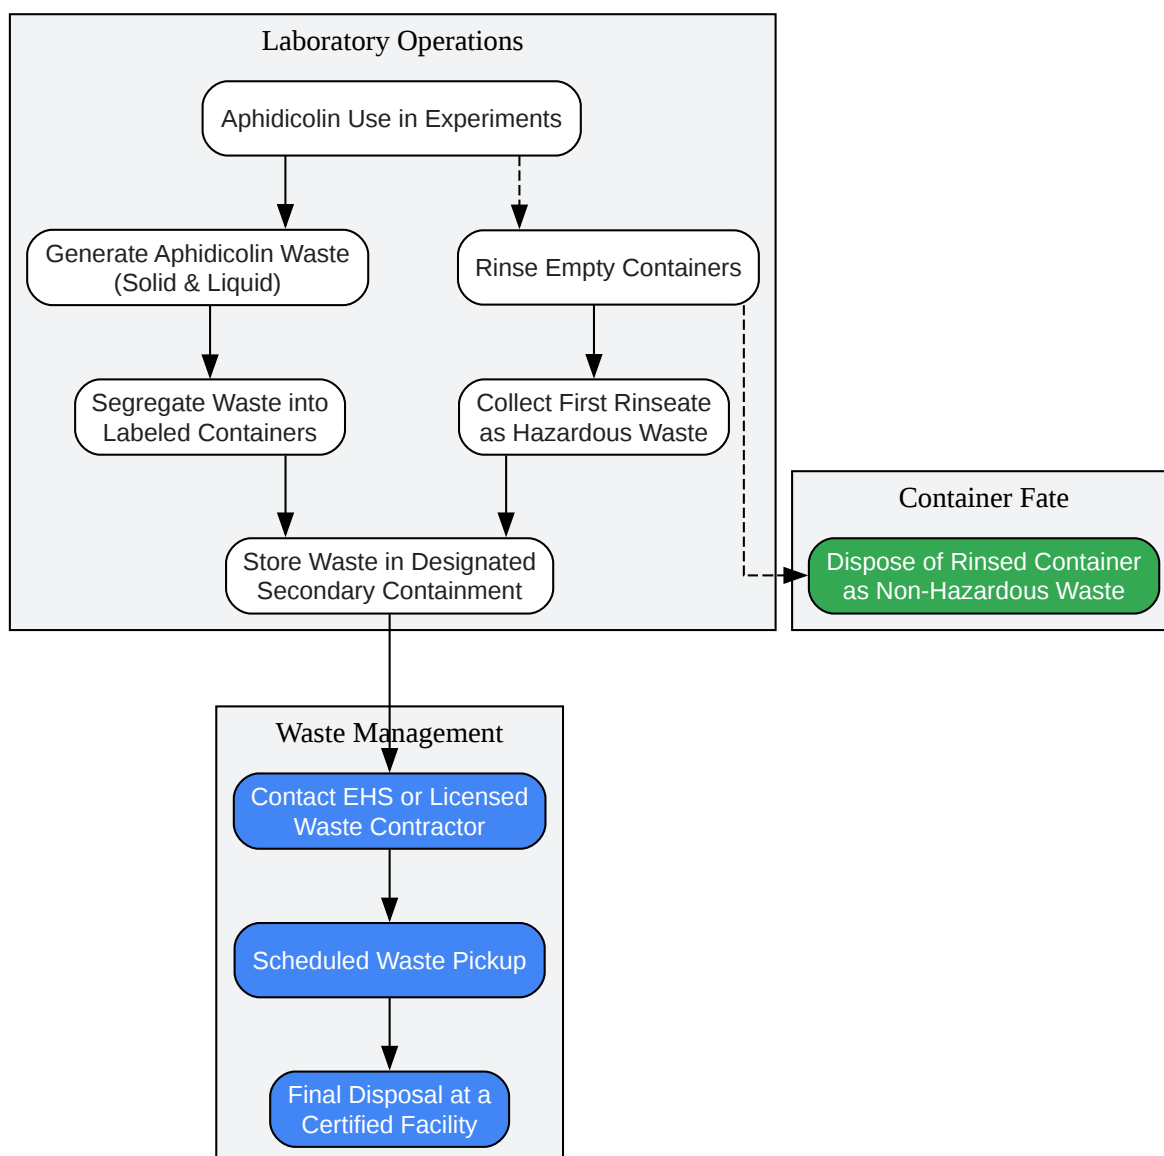 Laboratory Operations
Aphidicolin Use in Experiments
Generate Aphidicolin Waste
(Solid & Liquid)
Rinse Empty Containers
Segregate Waste into
Labeled Containers
Collect First Rinseate
as Hazardous Waste
Store Waste in Designated
Secondary Containment
Container Fate
Dispose of Rinsed Container
as Non-Hazardous Waste
Waste Management
Contact EHS or Licensed
Waste Contractor
Scheduled Waste Pickup
Final Disposal at a
Certified Facility